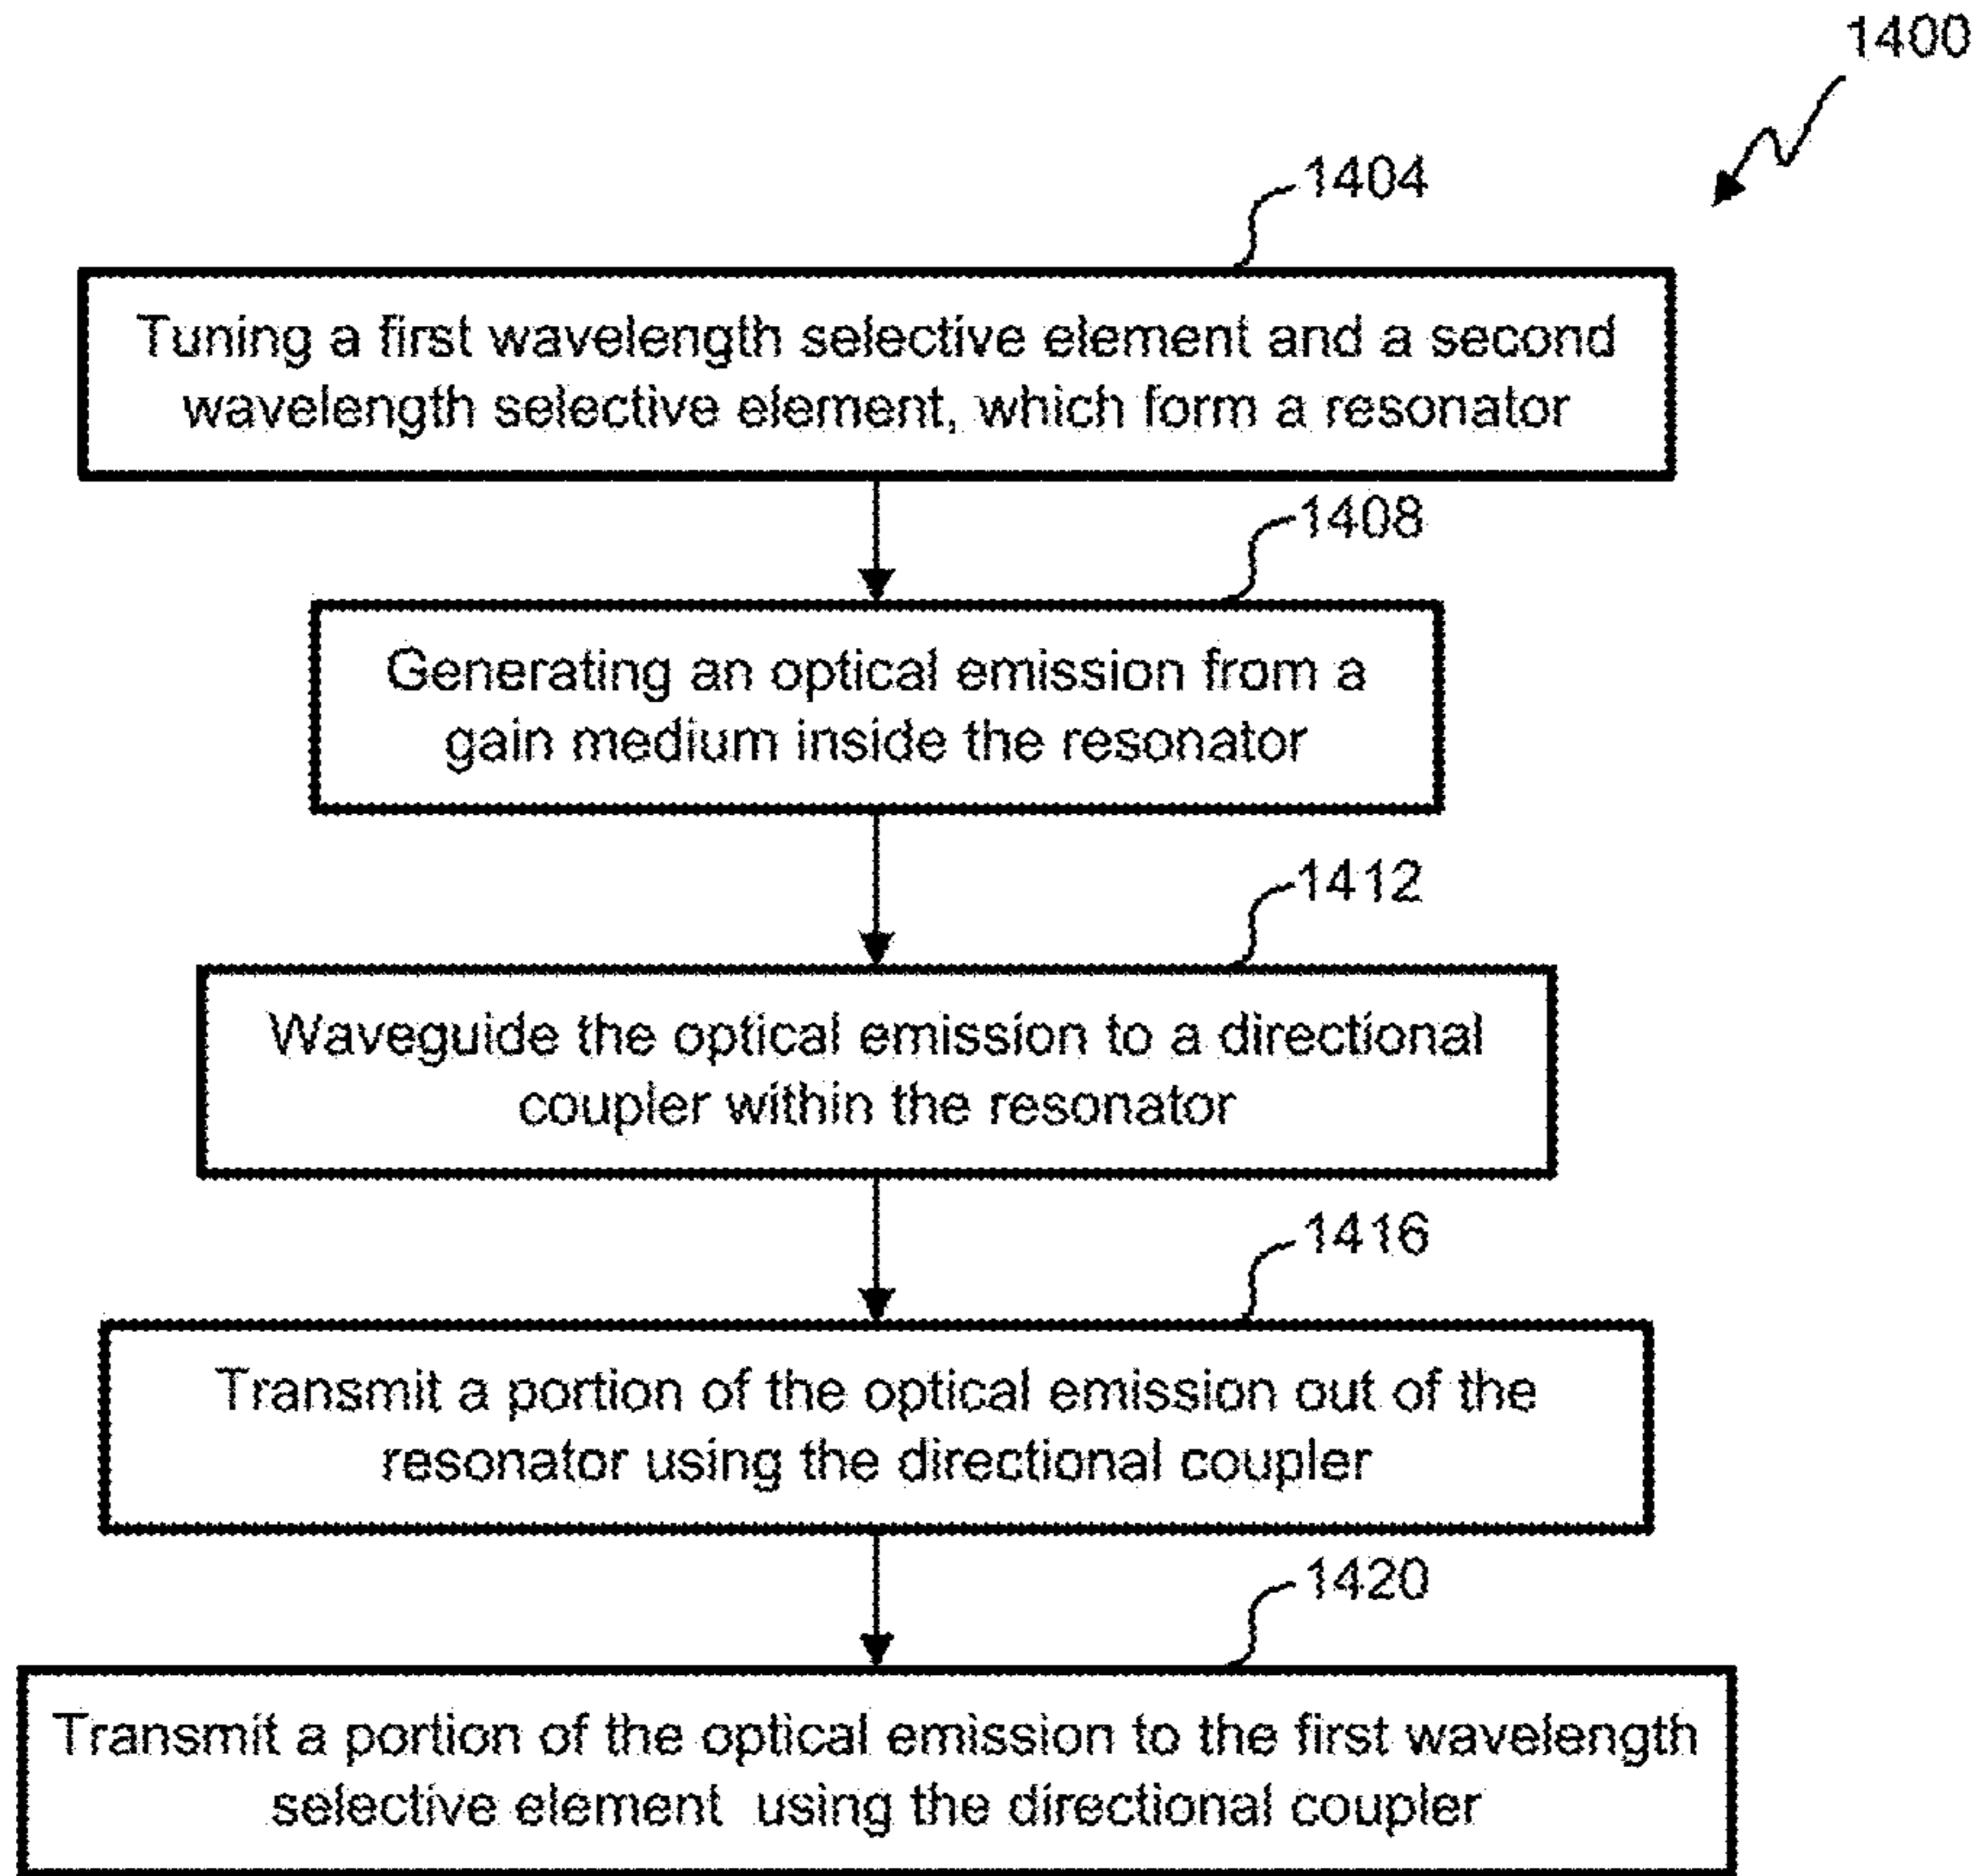 1400
1404
Tuning a first wavelength selective element and a second
wavelength selective element, which form a resonator
1408
Generating an optical emission from a
gain medium inside the resonator
1412
Waveguide the optical emission to a directional
coupler within the resonator
1416
Transmit a portion of the optical emission out of the
resonator using the directional coupler
1420
Transmit a portion of the optical emission to the first wavelength
selective element using the directional coupler